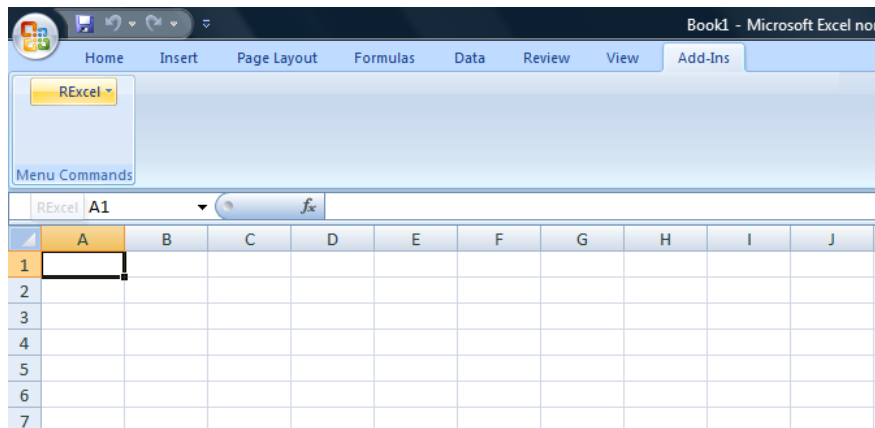 Book1 - Microsoft Excel no
Home Insert Page Layout Formulas Data Review View Add-Ins
RExcel
Menu Commands
RExcel A1 fx
A B C D E F G H I J
1
2
3
4
5
6
7